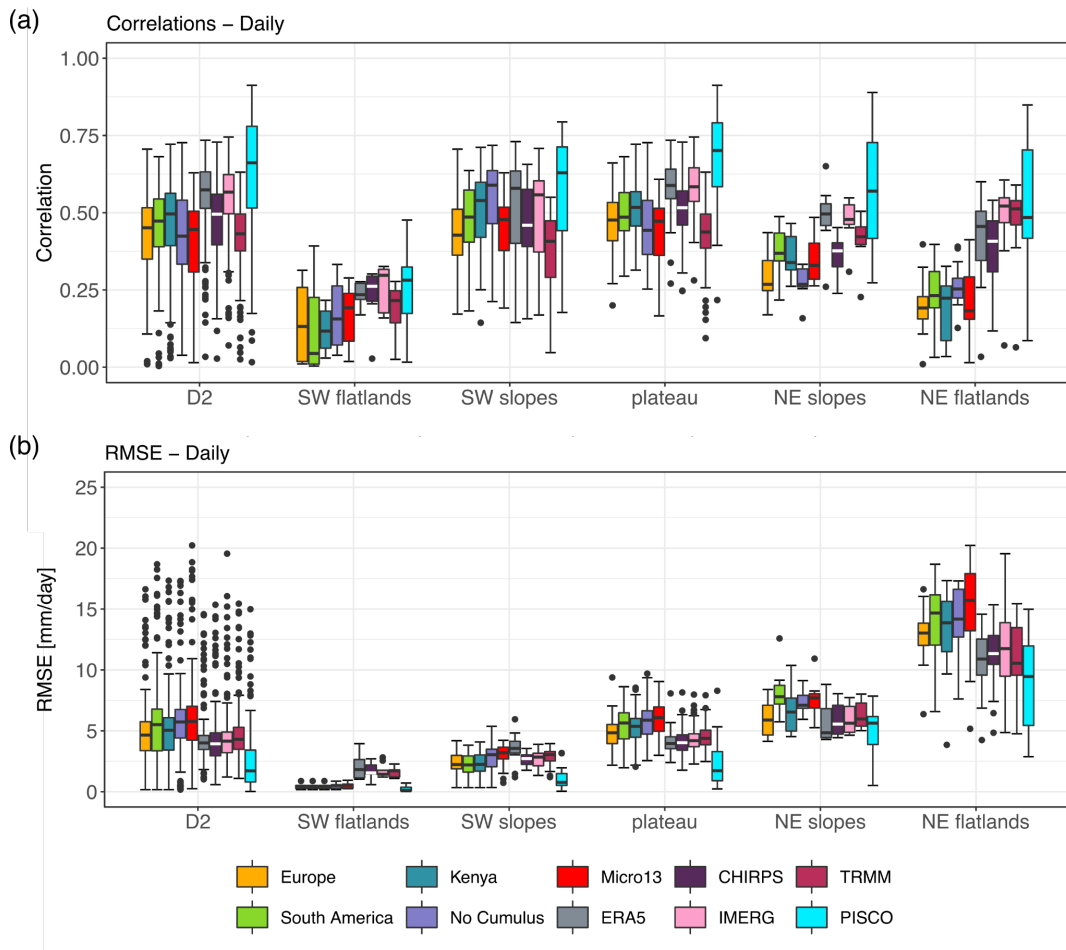 (a)
Correlations – Daily
1.00
0.75
0.50
0.25
0.00
Correlation
D2 SW flatlands SW slopes plateau NE slopes NE flatlands
(b)
RMSE – Daily
25
20
15
10
5
0
RMSE [mm/day]
D2 SW flatlands SW slopes plateau NE slopes NE flatlands
Europe Kenya Micro13 CHIRPS TRMM
South America No Cumulus ERA5 IMERG PISCO